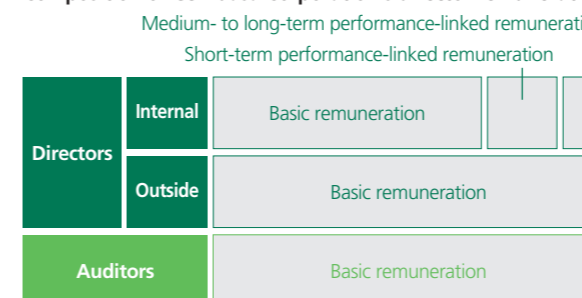 Medium- to long-term performance-linked
Short-term performance-linked remuneration
Internal
Basic remuneration
Directors
Outside
Basic remuneration
Auditors
Basic remuneration